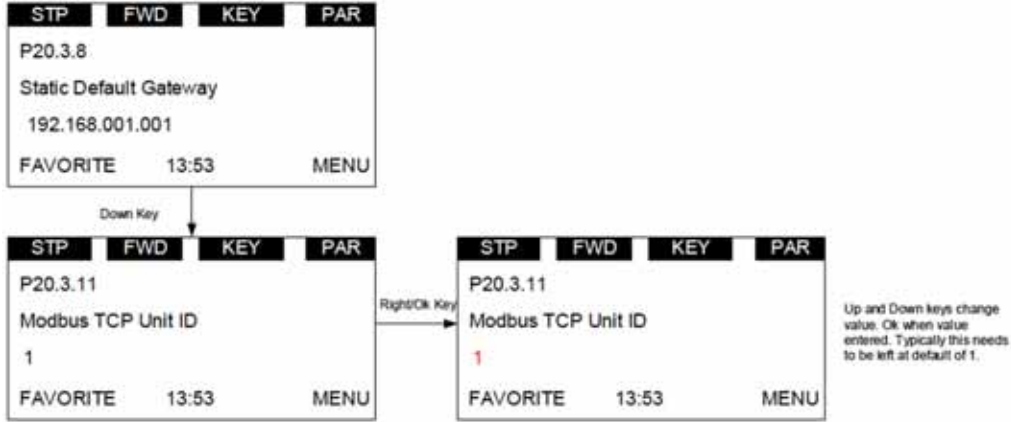 STP FWD KEY PAR
P20.3.8
Static Default Gateway
192.168.001.001
FAVORITE 13:53 MENU
Down Key
STP FWD KEY PAR
P20.3.11
Modbus TCP Unit ID
1
FAVORITE 13:53 MENU
Right/Ok Key
STP FWD KEY PAR
P20.3.11
Modbus TCP Unit ID
1
FAVORITE 13:53 MENU
Up and Down keys change
value. Ok when value
entered. Typically this needs
to be left at default of 1.